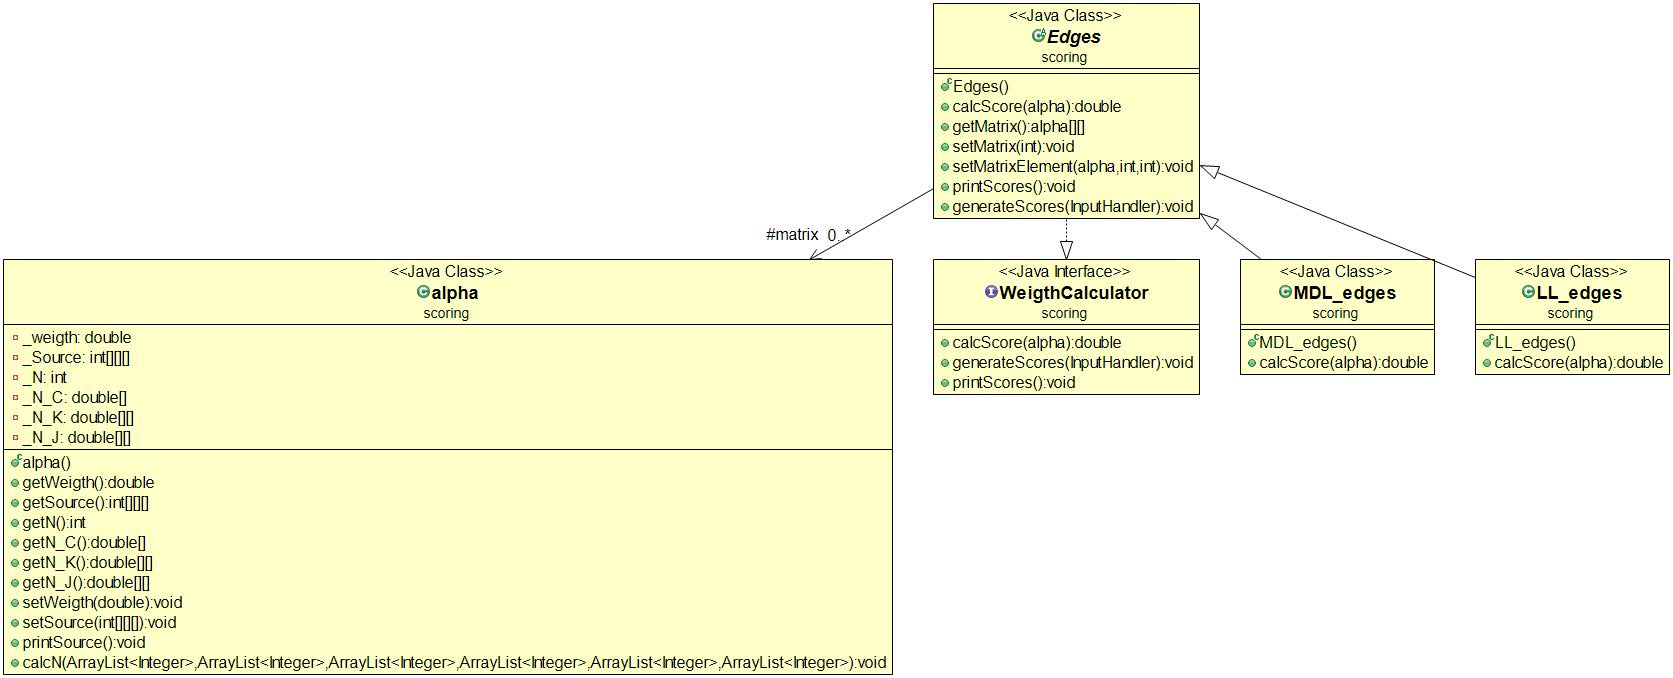 <<Java Class>>
Edges
scoring
Edges()
calcScore(alpha):double
getMatrix():alpha[][]
setMatrix(int):void
setMatrixElement(alpha,int,int):void
printScores():void
generateScores(InputHandler):void
#matrix 0..*
<<Java Class>>
alpha
scoring
_weigth: double
_Source: int[][][]
_N: int
_N_C: double[]
_N_K: double[][]
_N_J: double[][]
alpha()
getWeigth():double
getSource():int[][][]
getN():int
getN_C():double[]
getN_K():double[][]
getN_J():double[][]
setWeigth(double):void
setSource(int[][][]):void
printSource():void
calcN(ArrayList<Integer>,ArrayList<Integer>,ArrayList<Integer>,ArrayList<Integer>,ArrayList<Integer>,ArrayList<Integer>):void
<<Java Interface>>
WeigthCalculator
scoring
calcScore(alpha):double
generateScores(InputHandler):void
printScores():void
<<Java Class>>
MDL_edges
scoring
MDL_edges()
calcScore(alpha):double
<<Java Class>>
LL_edges
scoring
LL_edges()
calcScore(alpha):double